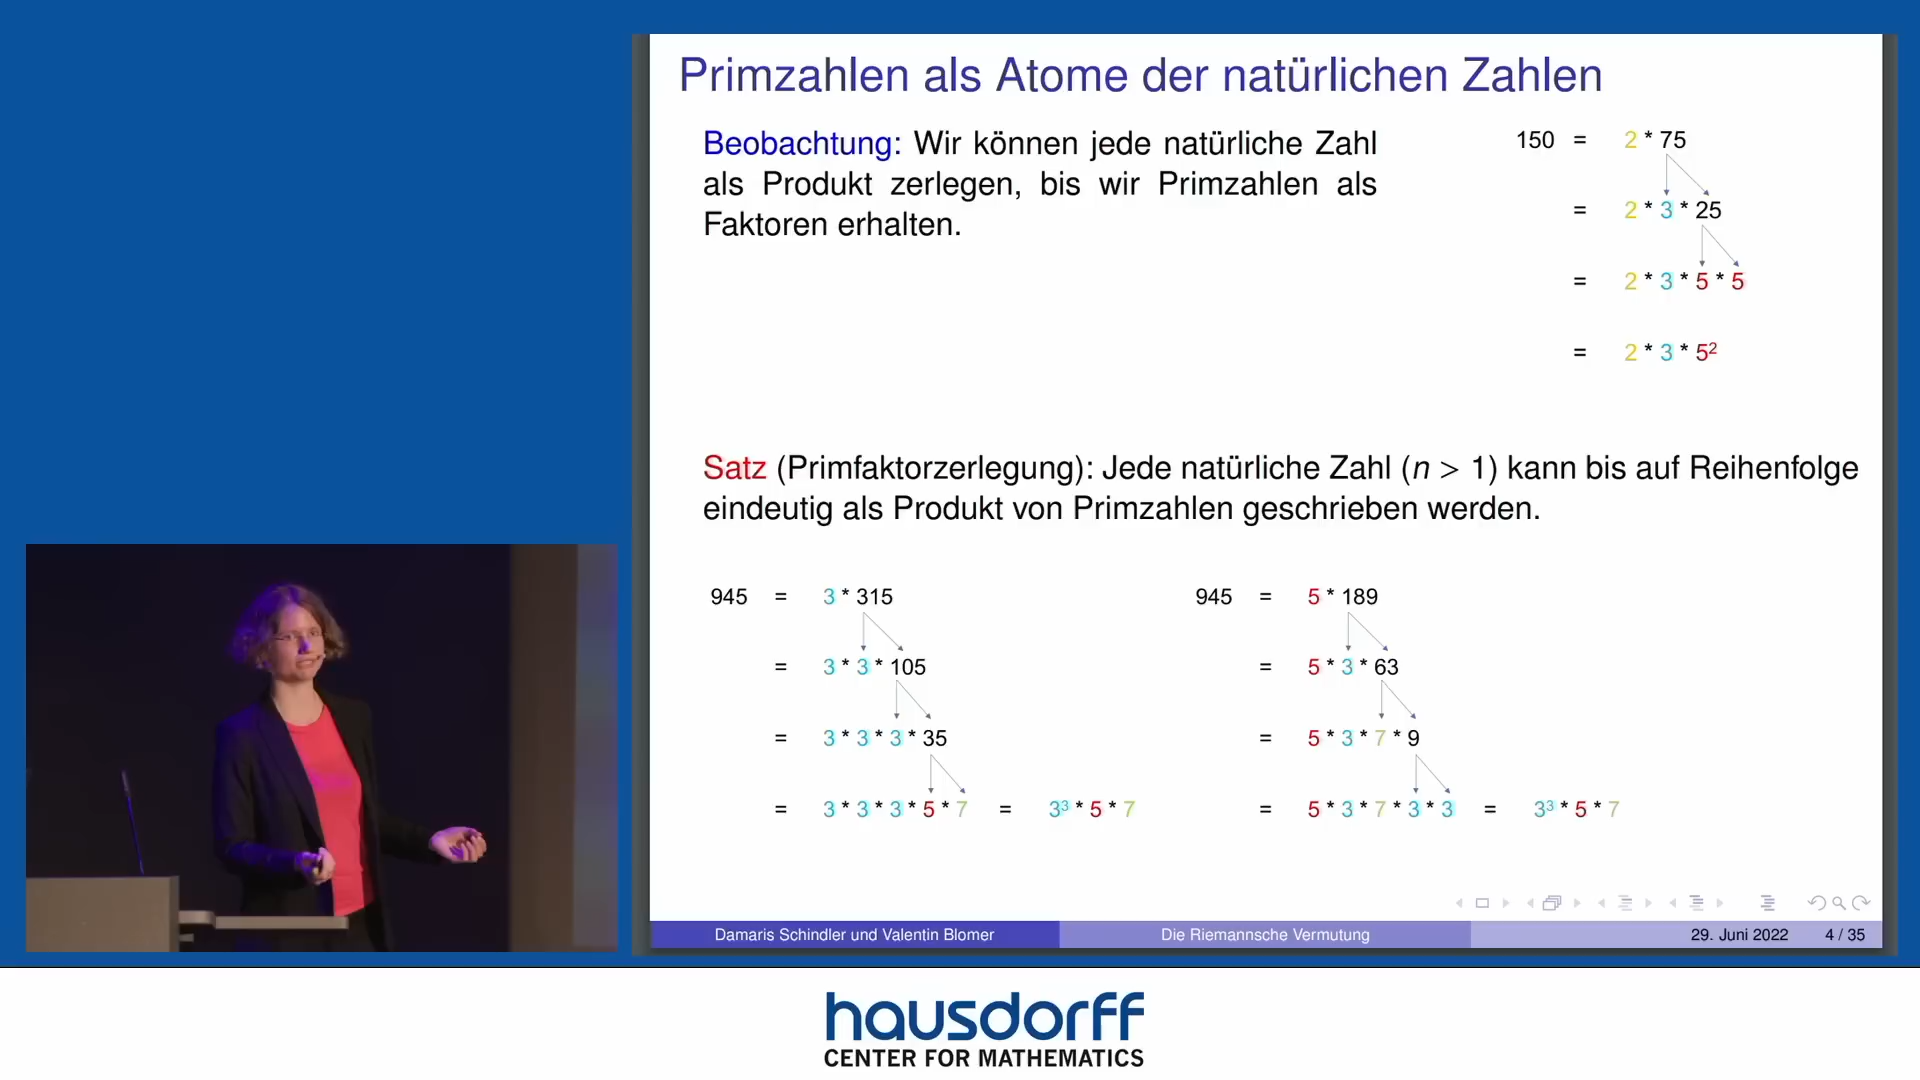 Primzahlen als Atome der natürlichen Zahlen
Beobachtung: Wir können jede natürliche Zahl
als Produkt zerlegen, bis wir Primzahlen als
Faktoren erhalten.
150 = 2 * 75
= 2 * 3 * 25
= 2 * 3 * 5 * 5
= 2 * 3 * 5²
Satz (Primfaktorzerlegung): Jede natürliche Zahl (n > 1) kann bis auf Reihenfolge
eindeutig als Produkt von Primzahlen geschrieben werden.
945 = 3 * 315
= 3 * 3 * 105
= 3 * 3 * 3 * 35
= 3 * 3 * 3 * 5 * 7 = 3³ * 5 * 7
945 = 5 * 189
= 5 * 3 * 63
= 5 * 3 * 7 * 9
= 5 * 3 * 7 * 3 * 3 = 3³ * 5 * 7
Damaris Schindler und Valentin Blomer
Die Riemannsche Vermutung
29. Juni 2022
4 / 35
hausdorff
CENTER FOR MATHEMATICS